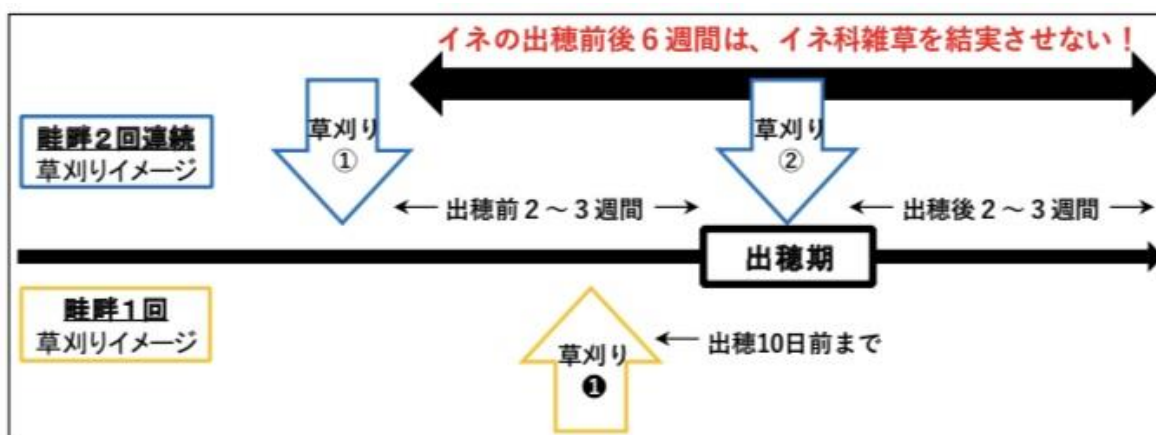 イネの出穂前後６週間は、イネ科雑草を結実させない！
畦畔２回連続
草刈りイメージ
草刈り
①
草刈り
②
← 出穂前２～３週間 →
← 出穂後２～３週間 →
出穂期
畦畔１回
草刈りイメージ
草刈り
❶
← 出穂10日前まで